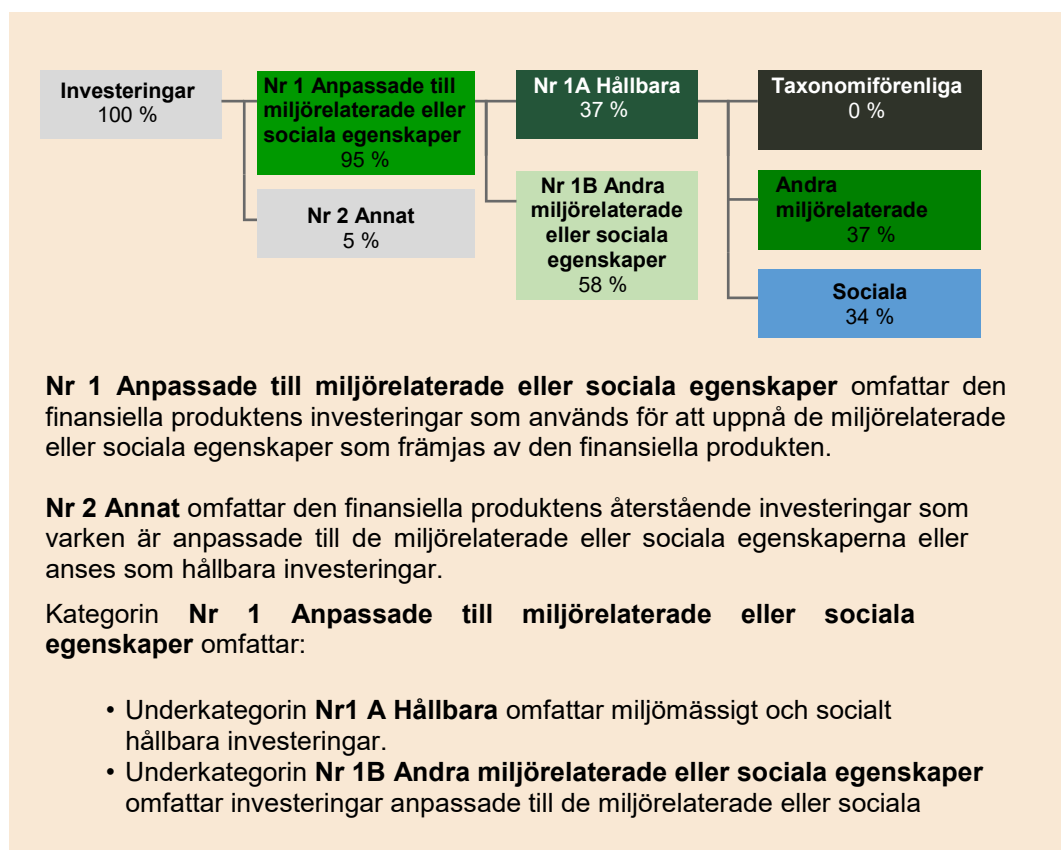 Investeringar
100 %
Nr 1 Anpassade till
miljörelaterade eller
sociala egenskaper
95 %
Nr 2 Annat
5 %
Nr 1A Hållbara
37 %
Nr 1B Andra
miljörelaterade
eller sociala
egenskaper
58 %
Taxonomiförenliga
0 %
Andra
miljörelaterade
37 %
Sociala
34 %
Nr 1 Anpassade till miljörelaterade eller sociala egenskaper omfattar den
finansiella produktens investeringar som används för att uppnå de miljörelaterade
eller sociala egenskaper som främjas av den finansiella produkten.
Nr 2 Annat omfattar den finansiella produktens återstående investeringar som
varken är anpassade till de miljörelaterade eller sociala egenskaperna eller
anses som hållbara investeringar.
Kategorin Nr 1 Anpassade till miljörelaterade eller sociala
egenskaper omfattar:
• Underkategorin Nr1 A Hållbara omfattar miljömässigt och socialt
hållbara investeringar.
• Underkategorin Nr 1B Andra miljörelaterade eller sociala egenskaper
omfattar investeringar anpassade till de miljörelaterade eller sociala